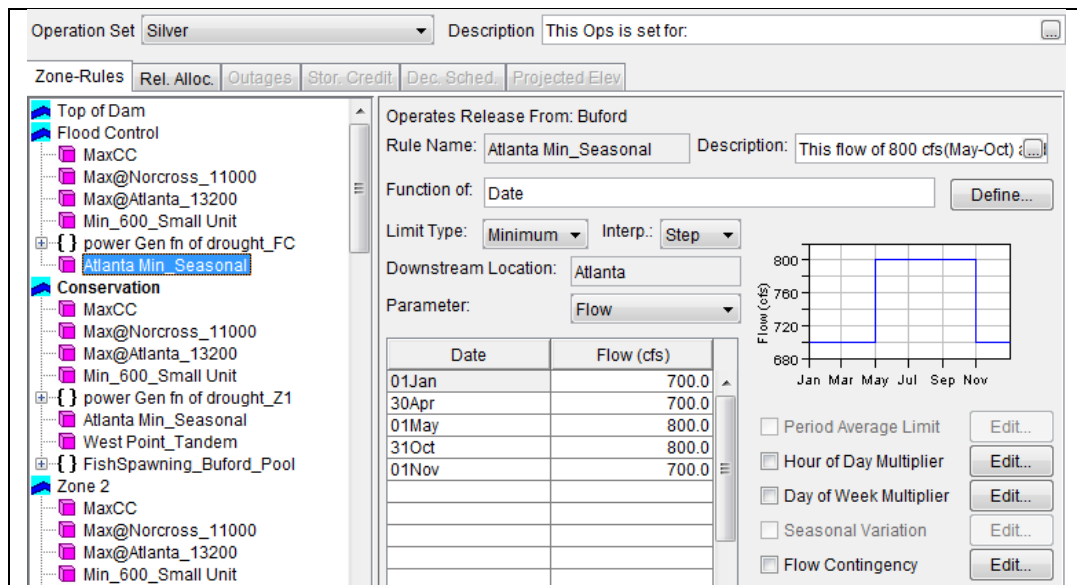 Operation Set Silver Description This Ops is set for: ...
Zone-Rules Rel. Alloc. Outages Stor. Credit Dec. Sched. Projected Elev
Top of Dam
Flood Control
MaxCC
Max@Norcross_11000
Max@Atlanta_13200
Min_600_Small Unit
{ } power Gen fn of drought_FC
Atlanta Min_Seasonal
Conservation
MaxCC
Max@Norcross_11000
Max@Atlanta_13200
Min_600_Small Unit
{ } power Gen fn of drought_Z1
Atlanta Min_Seasonal
West Point_Tandem
{ } FishSpawning_Buford_Pool
Zone 2
MaxCC
Max@Norcross_11000
Max@Atlanta_13200
Min_600_Small Unit
Operates Release From: Buford
Rule Name: Atlanta Min_Seasonal Description: This flow of 800 cfs(May-Oct) ...
Function of: Date Define...
Limit Type: Minimum Interp.: Step
Downstream Location: Atlanta
Parameter: Flow
Date Flow (cfs)
01Jan 700.0
30Apr 700.0
01May 800.0
31Oct 800.0
01Nov 700.0
Flow (cfs)
800
760
720
680
Jan Mar May Jul Sep Nov
Period Average Limit Edit...
Hour of Day Multiplier Edit...
Day of Week Multiplier Edit...
Seasonal Variation Edit...
Flow Contingency Edit...